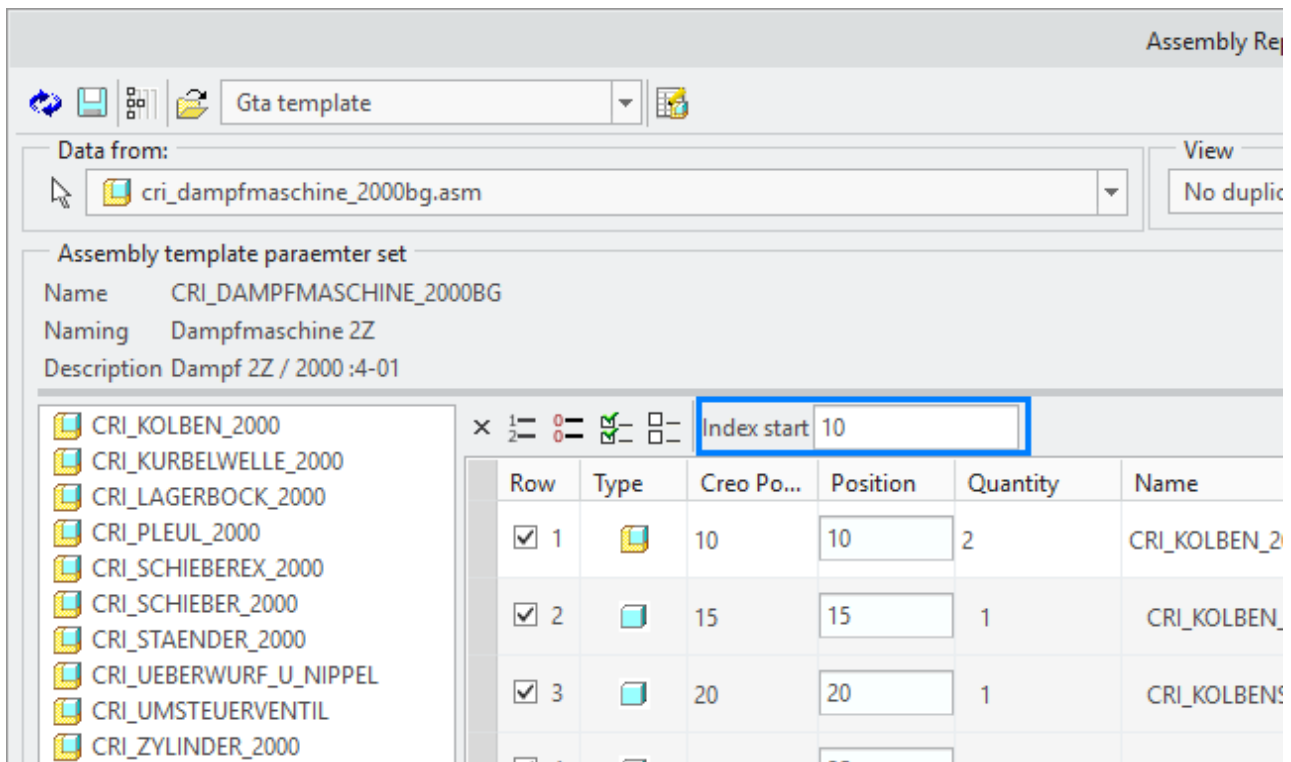 Assembly Rep
Gta template
Data from:
View
cri_dampfmaschine_2000bg.asm
No duplic
Assembly template paraemter set
Name CRI_DAMPFMASCHINE_2000BG
Naming Dampfmaschine 2Z
Description Dampf 2Z / 2000 :4-01
CRI_KOLBEN_2000
CRI_KURBELWELLE_2000
CRI_LAGERBOCK_2000
CRI_PLEUL_2000
CRI_SCHIEBEREX_2000
CRI_SCHIEBER_2000
CRI_STAENDER_2000
CRI_UEBERWURF_U_NIPPEL
CRI_UMSTEUERVENTIL
CRI_ZYLINDER_2000
Index start 10
Row Type Creo Po... Position Quantity Name
1 10 10 2 CRI_KOLBEN_20
2 15 15 1 CRI_KOLBEN_
3 20 20 1 CRI_KOLBENS